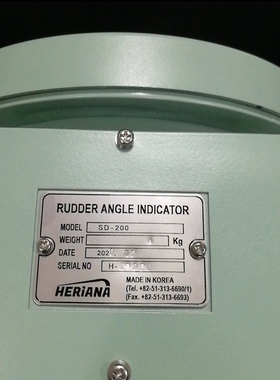 RUDDER ANGLE INDICATOR
MODEL SD-200
WEIGHT Kg
DATE
SERIAL NO
HERIANA
MADE IN KOREA
(Tel. +82-51-313-6690/1)
(Fax. +82-51-313-6693)